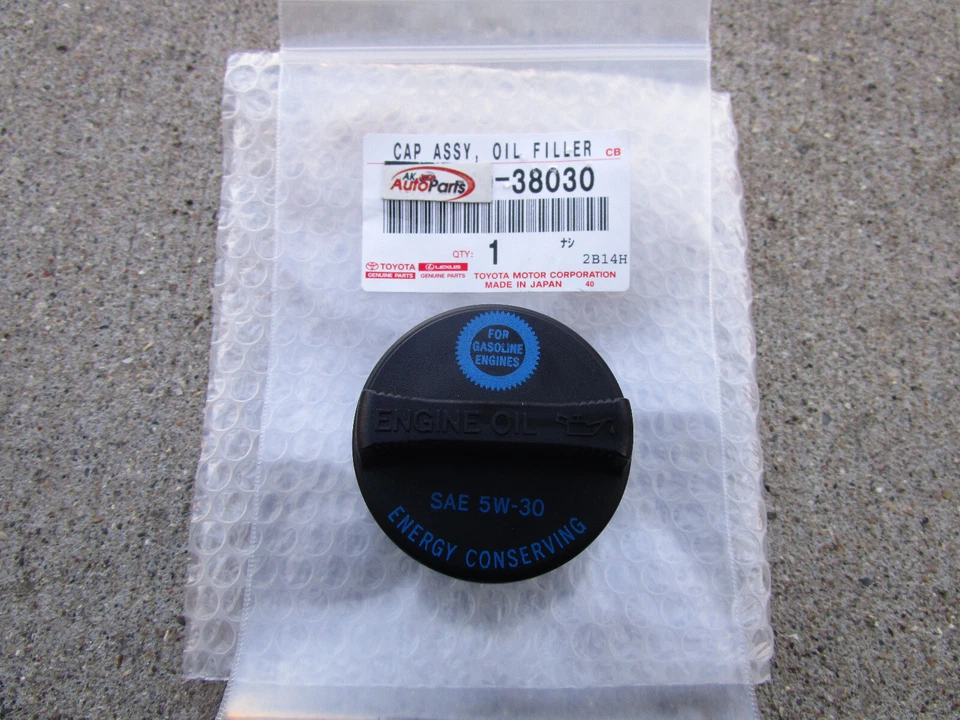 CAP ASSY, OIL FILLER CB
AK
AutoParts
-38030
QTY: 1 ナシ
2B14H
TOYOTA
GENUINE PARTS
LEXUS
GENUINE PARTS
TOYOTA MOTOR CORPORATION
MADE IN JAPAN 40
FOR
GASOLINE
ENGINES
ENGINE OIL
SAE 5W-30
ENERGY CONSERVING